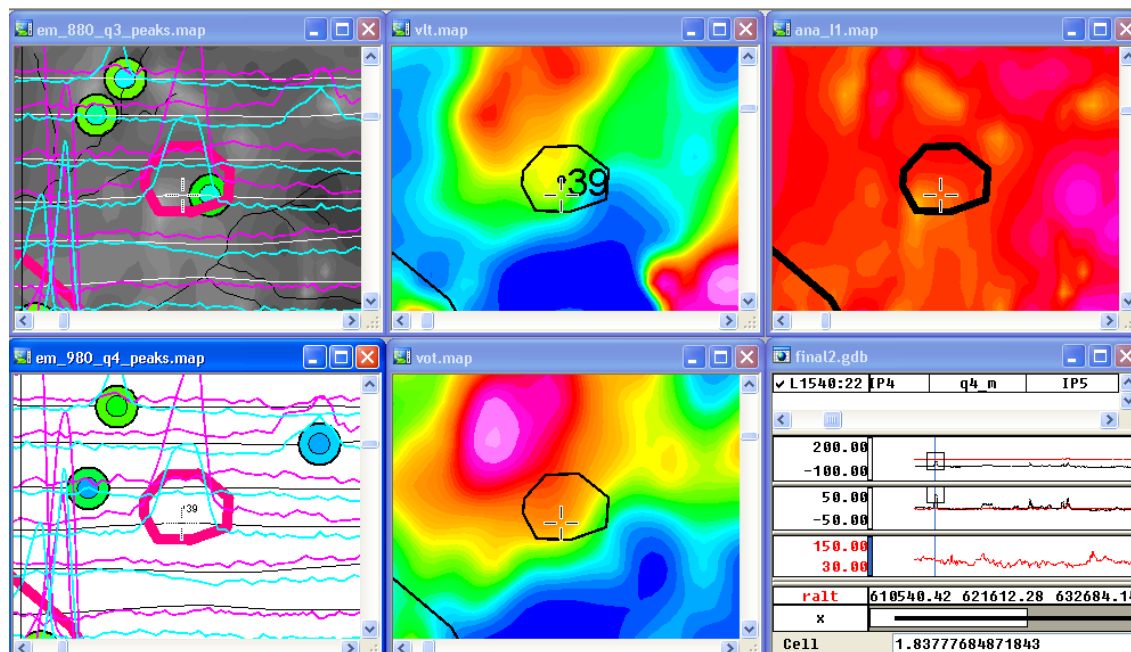 em_880_q3_peaks.map
vlt.map
ana_l1.map
39
em_980_q4_peaks.map
vot.map
final2.gdb
39
L1540:22 IP4 q4_m IP5
200.00
-100.00
50.00
-50.00
150.00
30.00
ralt 610540.42 621612.28 632684.14
x
Cell 1.83777684871843